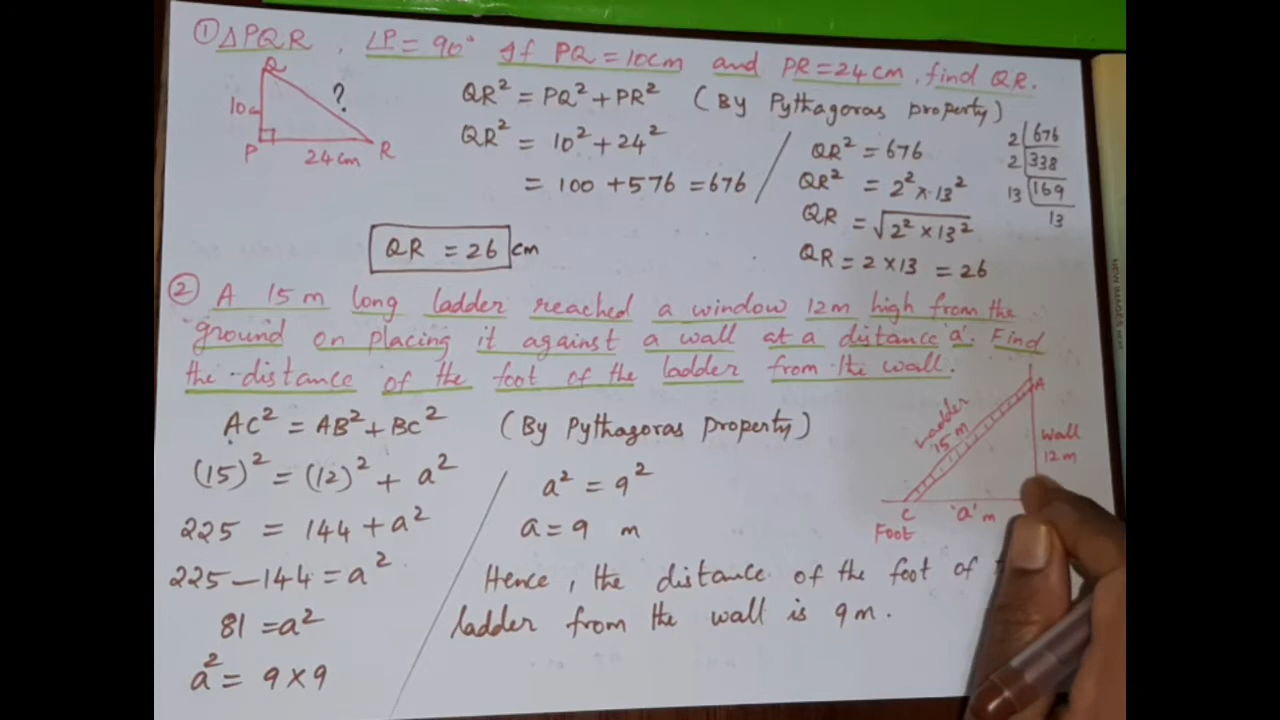 ① ΔPQR, ∠P = 90° If PQ = 10cm and PR = 24 cm, find QR.
Q
?
10c
P
24 cm
R
QR² = PQ² + PR² (By Pythagoras property)
QR² = 10² + 24²
= 100 + 576 = 676
QR² = 676
QR² = 2² × 13²
QR = √2² × 13²
QR = 2 × 13 = 26
2 676
2 338
13 169
13
QR = 26 cm
② A 15 m long ladder reached a window 12m high from the
ground on placing it against a wall at a distance 'a'. Find
the distance of the foot of the ladder from the wall.
AC² = AB² + BC² (By Pythagoras property)
(15)² = (12)² + a²
225 = 144 + a²
225 – 144 = a²
81 = a²
a² = 9 × 9
a² = 9²
a = 9 m
Hence, the distance of the foot of
ladder from the wall is 9m.
A
Ladder
15 m
wall
12 m
C
'a' m
Foot